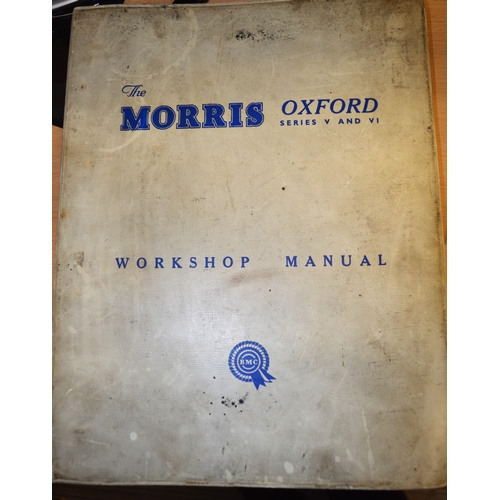 The
MORRIS OXFORD
SERIES V AND VI
WORKSHOP MANUAL
BMC